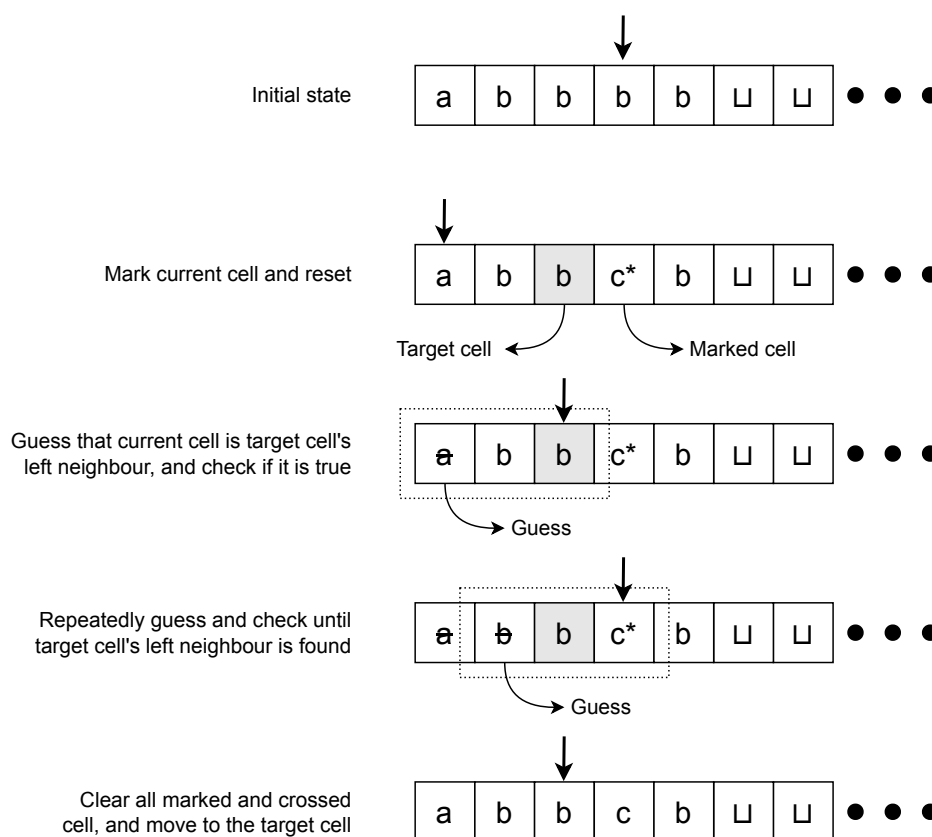 Initial state
a b b b b ⊔ ⊔
Mark current cell and reset
a b b c* b ⊔ ⊔
Target cell
Marked cell
Guess that current cell is target cell's
left neighbour, and check if it is true
a b b c* b ⊔ ⊔
Guess
Repeatedly guess and check until
target cell's left neighbour is found
a b b c* b ⊔ ⊔
Guess
Clear all marked and crossed
cell, and move to the target cell
a b b c b ⊔ ⊔